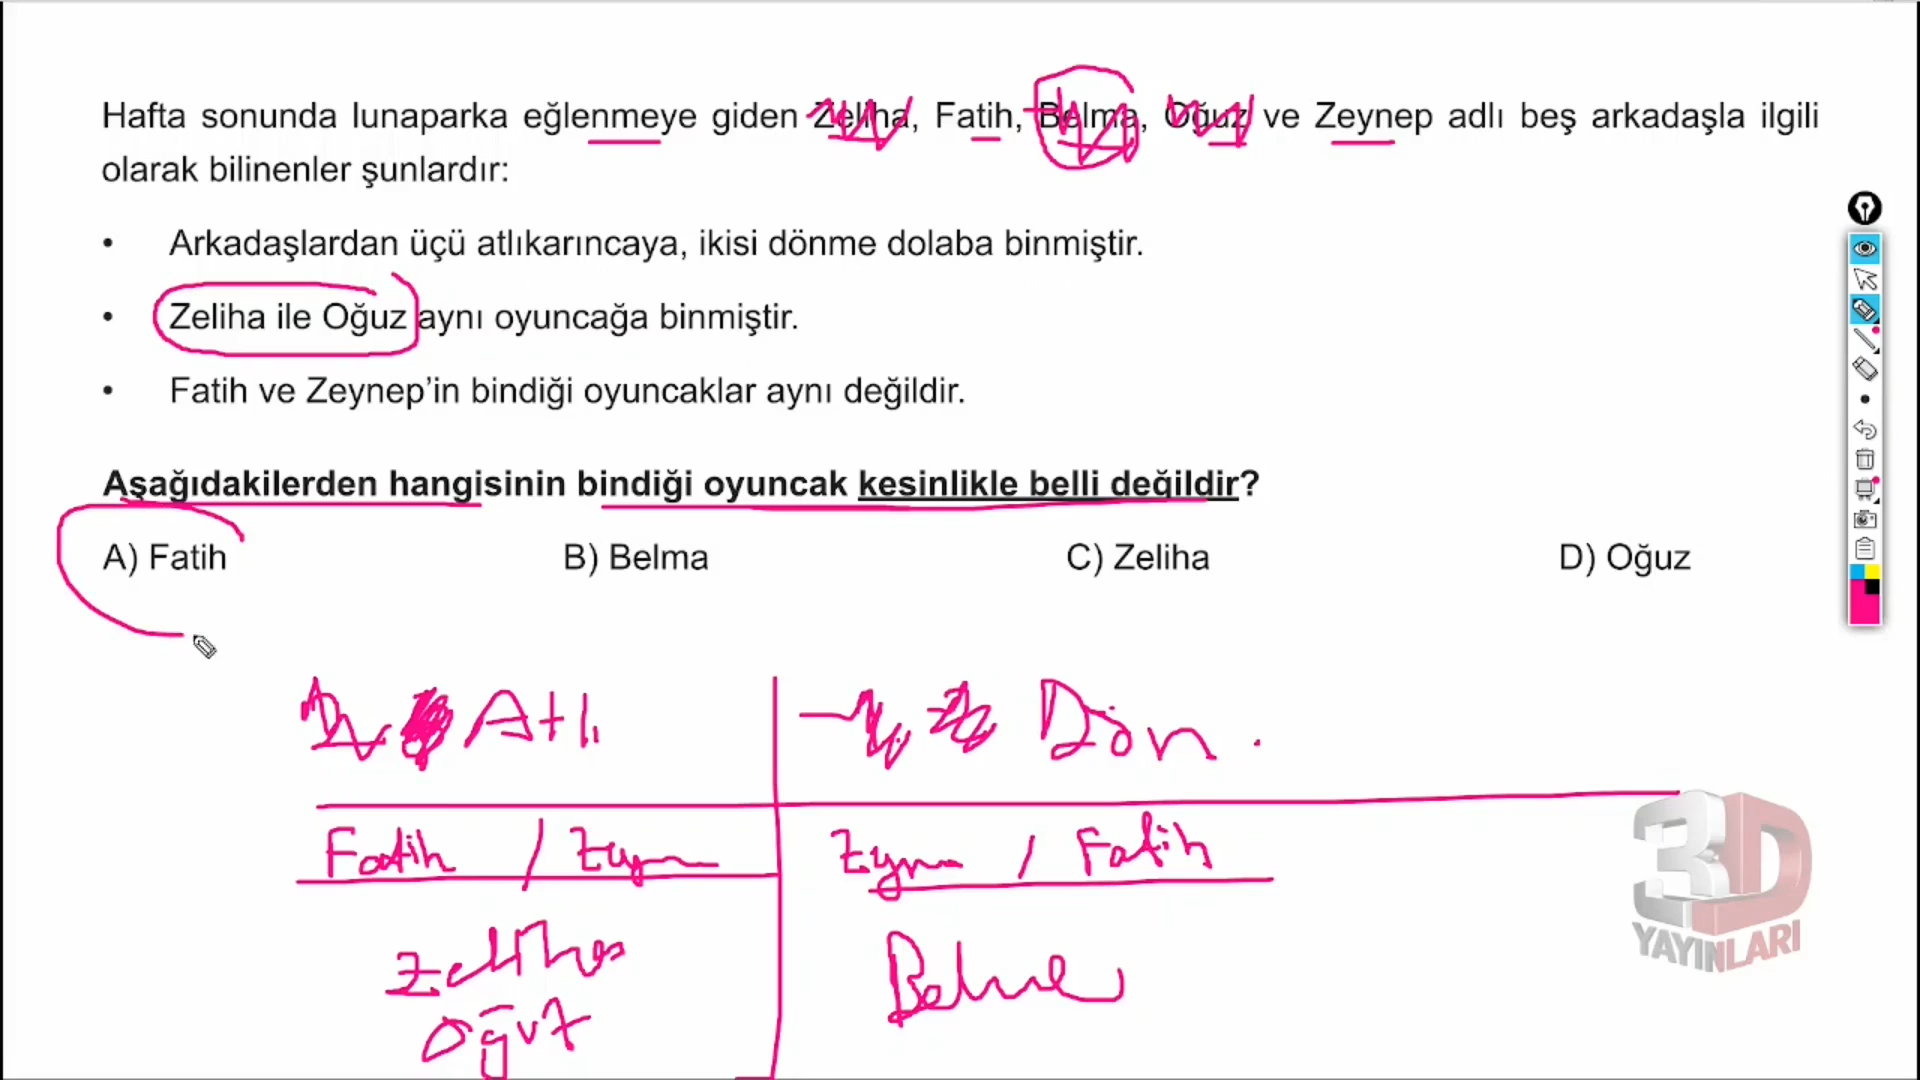 Hafta sonunda lunaparka eğlenmeye giden Zeliha, Fatih, Belma, Oğuz ve Zeynep adlı beş arkadaşla ilgili
olarak bilinenler şunlardır:
• Arkadaşlardan üçü atlıkarıncaya, ikisi dönme dolaba binmiştir.
• Zeliha ile Oğuz aynı oyuncağa binmiştir.
• Fatih ve Zeynep’in bindiği oyuncaklar aynı değildir.
Aşağıdakilerden hangisinin bindiği oyuncak kesinlikle belli değildir?
A) Fatih B) Belma C) Zeliha D) Oğuz
Atlı Dön.
Fatih / Zeyn Zeyn / Fatih
Zeliha Belma
Oğuz
3D
YAYINLARI